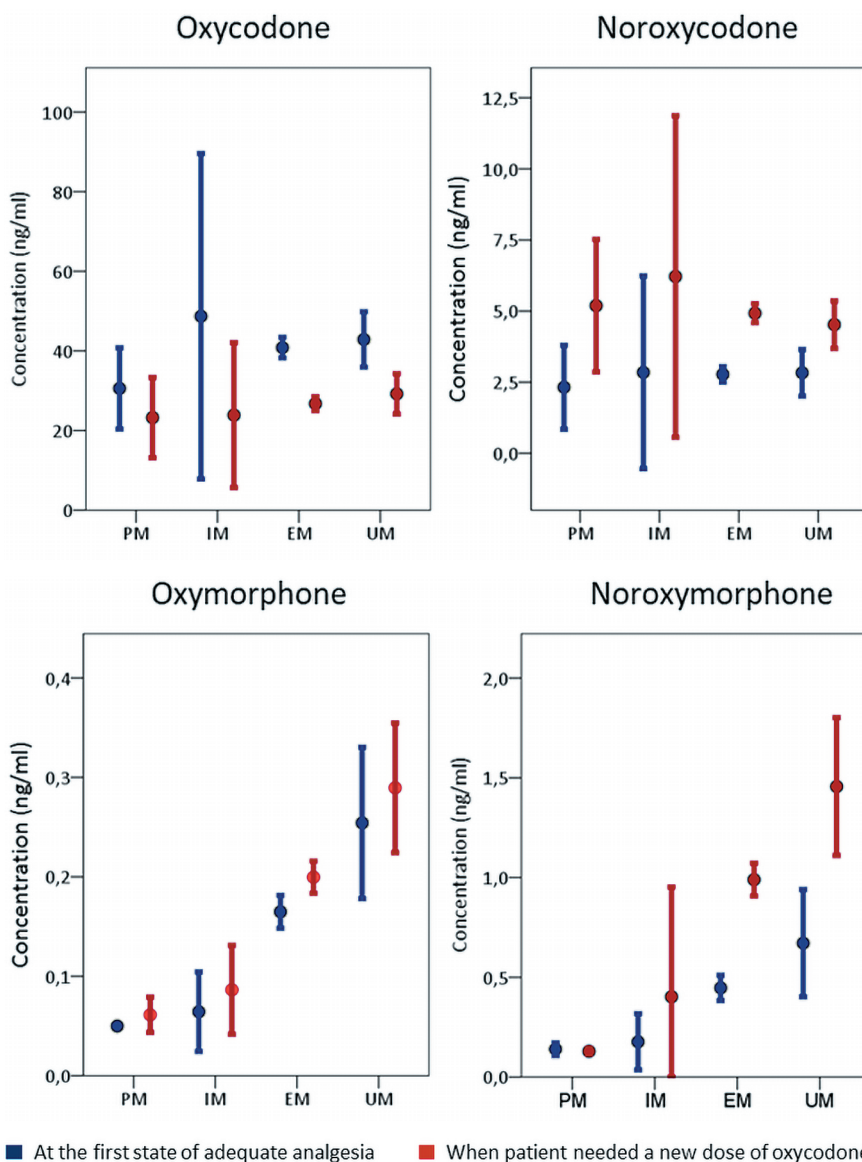 Oxycodone
Concentration (ng/ml)
100
80
60
40
20
0
PM IM EM UM
Noroxycodone
Concentration (ng/ml)
12,5
10,0
7,5
5,0
2,5
0,0
PM IM EM UM
Oxymorphone
Concentration (ng/ml)
0,4
0,3
0,2
0,1
0,0
PM IM EM UM
Noroxymorphone
Concentration (ng/ml)
2,0
1,5
1,0
0,5
0,0
PM IM EM UM
At the first state of adequate analgesia
When patient needed a new dose of oxycodon